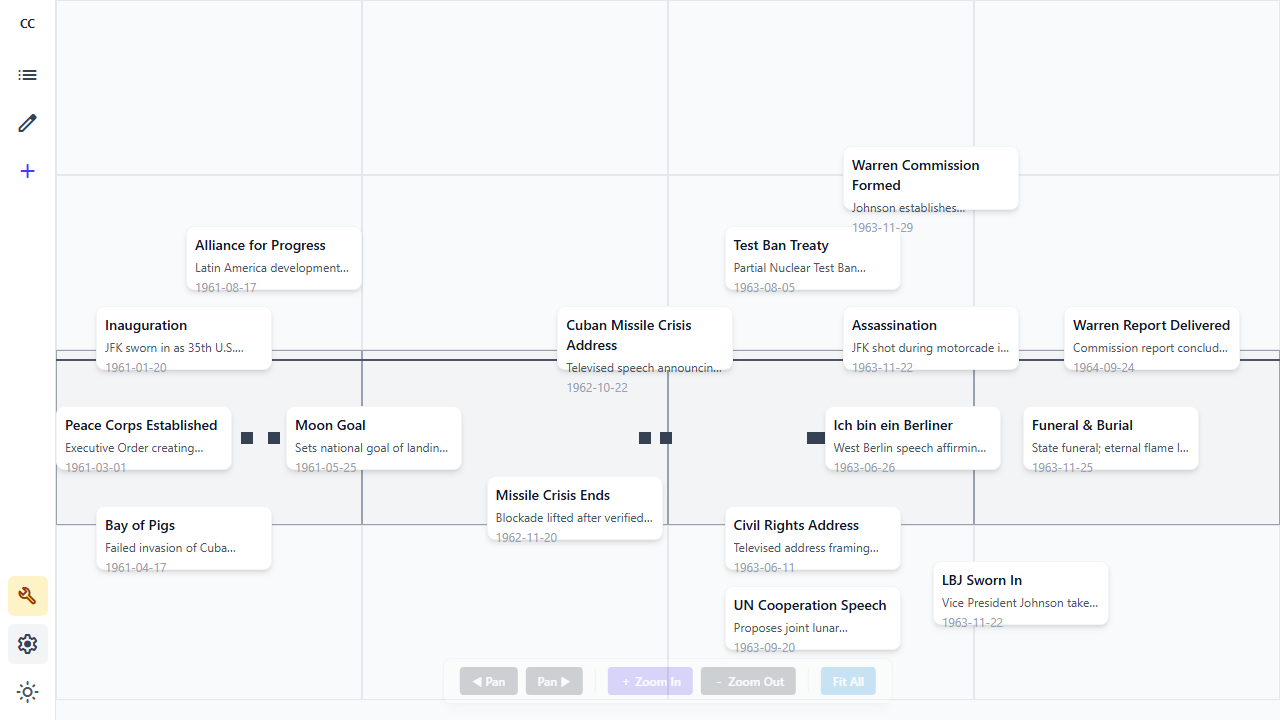 CC
Warren Commission
Formed
Johnson establishes...
1963-11-29
Alliance for Progress
Latin America development...
1961-08-17
Test Ban Treaty
Partial Nuclear Test Ban...
1963-08-05
Inauguration
JFK sworn in as 35th U.S....
1961-01-20
Cuban Missile Crisis
Address
Televised speech announcin...
1962-10-22
Assassination
JFK shot during motorcade i...
1963-11-22
Warren Report Delivered
Commission report conclud...
1964-09-24
Peace Corps Established
Executive Order creating...
1961-03-01
Moon Goal
Sets national goal of landin...
1961-05-25
Ich bin ein Berliner
West Berlin speech affirmin...
1963-06-26
Funeral & Burial
State funeral; eternal flame l...
1963-11-25
Missile Crisis Ends
Blockade lifted after verified...
1962-11-20
Bay of Pigs
Failed invasion of Cuba...
1961-04-17
Civil Rights Address
Televised address framing...
1963-06-11
LBJ Sworn In
Vice President Johnson take...
1963-11-22
UN Cooperation Speech
Proposes joint lunar...
1963-09-20
◀ Pan
Pan ▶
+ Zoom In
- Zoom Out
Fit All